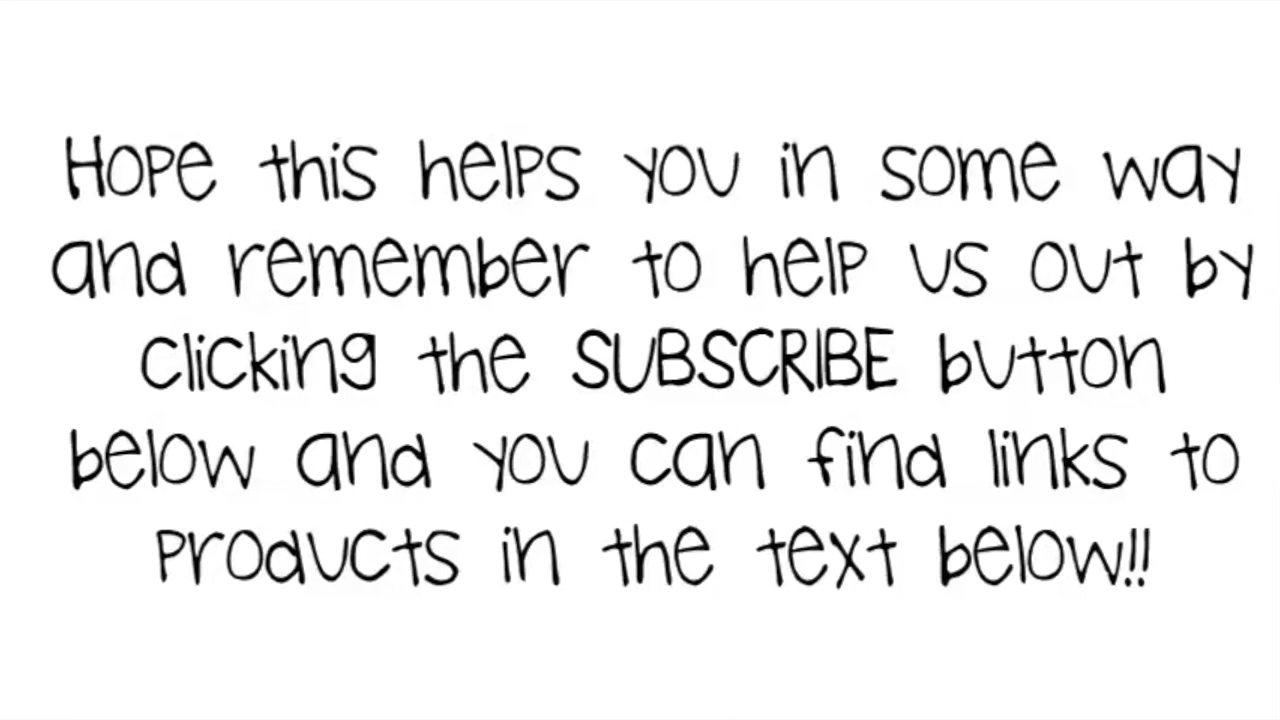 Hope this helps you in some way
and remember to help us out by
clicking the SUBSCRIBE button
below and you can find links to
products in the text below!!